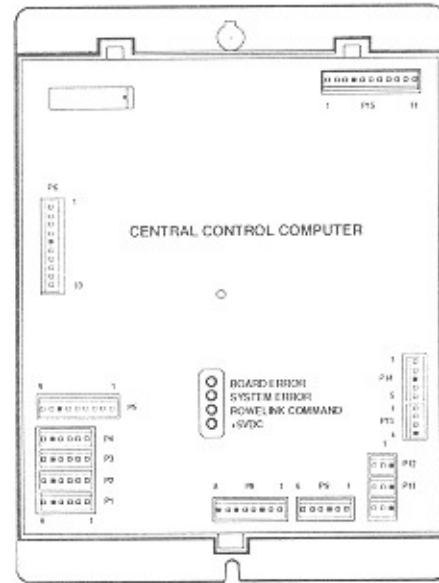 1 P15 11
P6
1
CENTRAL CONTROL COMPUTER
10
BOARD ERROR
SYSTEM ERROR
ROWELINK COMMAND
+5VDC
9 1
P5
P4
P3
P2
P1
6 1
1
P14
5
1
P13
4
1
P12
P11
8 P8 1
6 P9 1